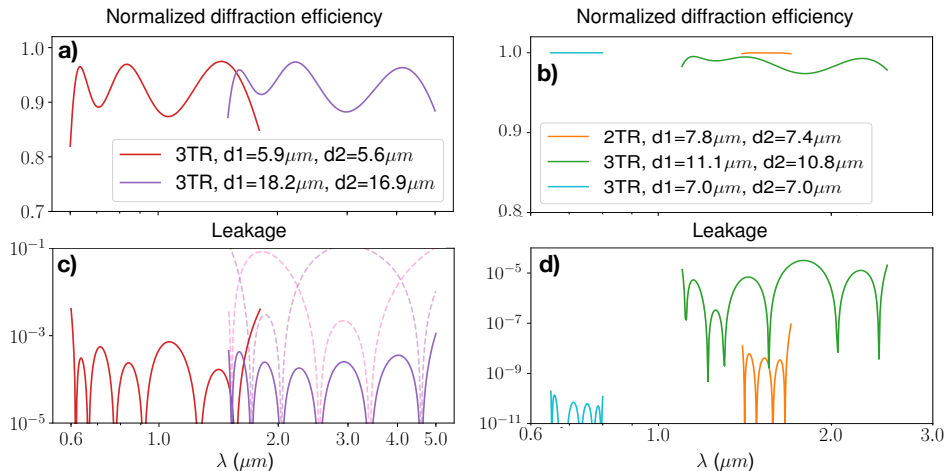 Normalized diffraction efficiency
a)
1.0
0.9
0.8
0.7
3TR, d1=5.9μm, d2=5.6μm
3TR, d1=18.2μm, d2=16.9μm
Normalized diffraction efficiency
b)
1.0
0.9
0.8
2TR, d1=7.8μm, d2=7.4μm
3TR, d1=11.1μm, d2=10.8μm
3TR, d1=7.0μm, d2=7.0μm
Leakage
c)
10⁻¹
10⁻³
10⁻⁵
0.6 1.0 2.0 3.0 4.0 5.0
λ (μm)
Leakage
d)
10⁻⁵
10⁻⁷
10⁻⁹
10⁻¹¹
0.6 1.0 2.0 3.0
λ (μm)